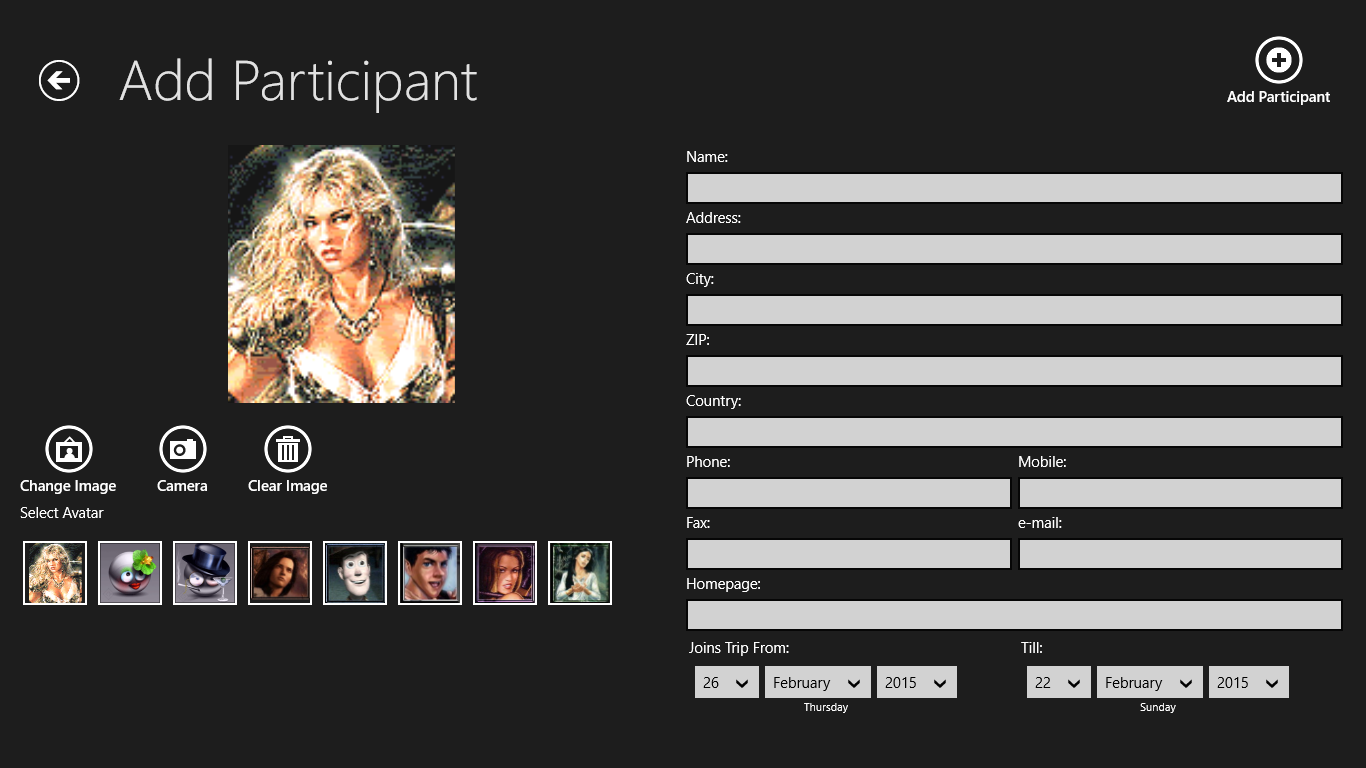 Add Participant
Add Participant
Name:
Address:
City:
ZIP:
Country:
Phone:
Mobile:
Fax:
e-mail:
Homepage:
Joins Trip From:
Till:
26 February 2015
Thursday
22 February 2015
Sunday
Change Image
Camera
Clear Image
Select Avatar